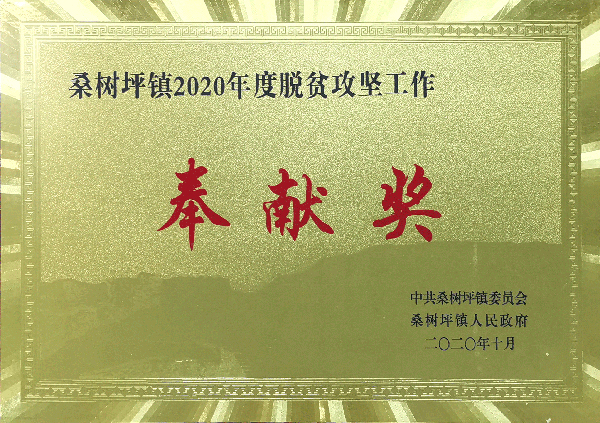 桑树坪镇2020年度脱贫攻坚工作
奉献奖
中共桑树坪镇委员会
桑树坪镇人民政府
二〇二〇年十月